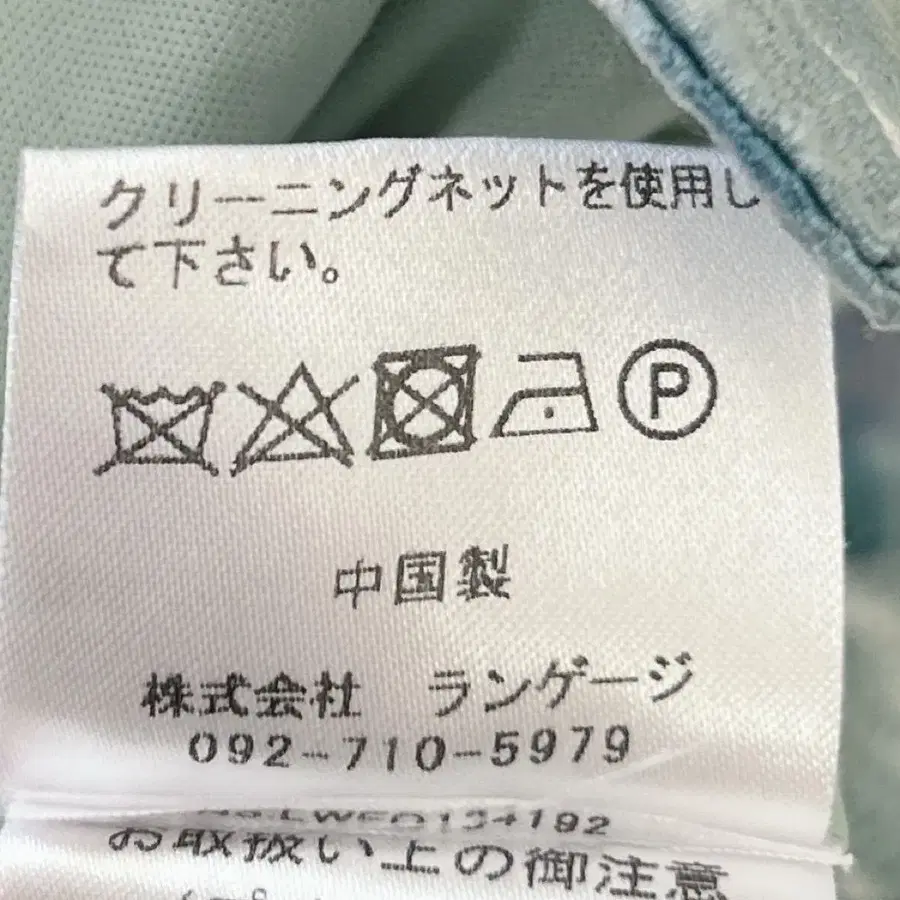 クリーニングネットを使用し
て下さい。
P
中国製
株式会社 ランゲージ
092-710-5979
お取扱い上の御注意